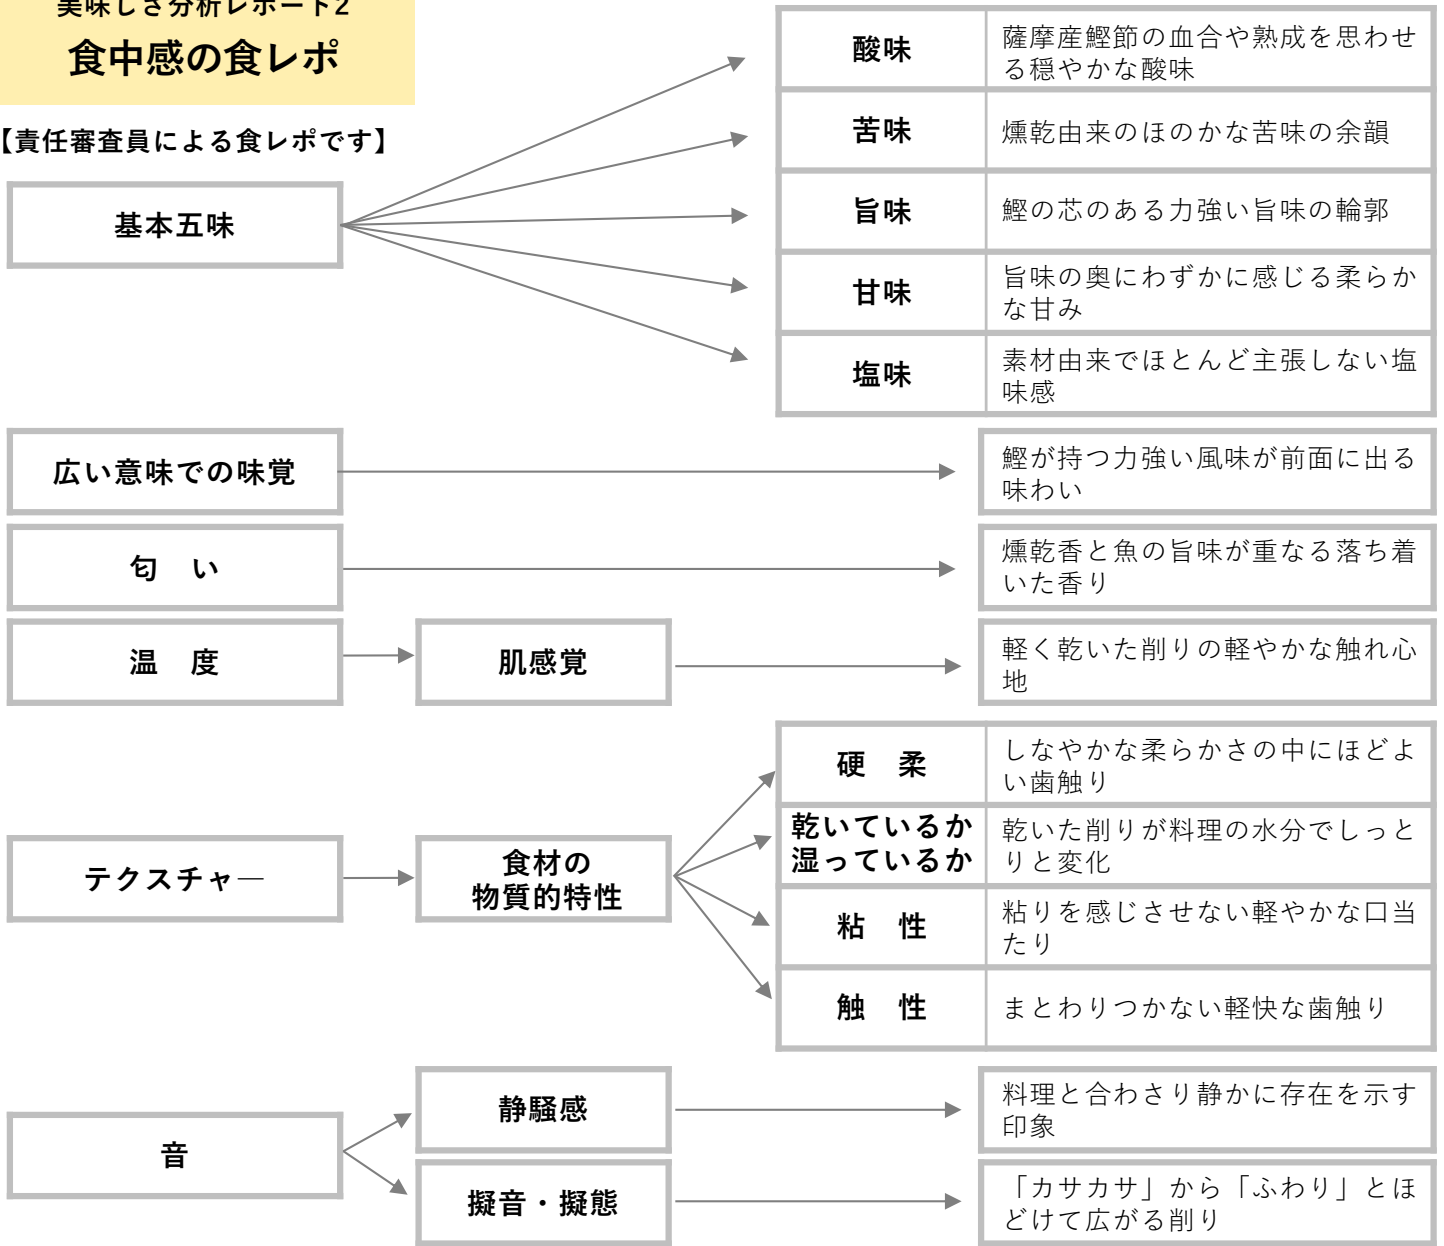 美味しさ分析レポート2
食中感の食レポ
【責任審査員による食レポです】
基本五味
酸味
薩摩産鰹節の血合や熟成を思わせ
る穏やかな酸味
苦味
燻乾由来のほのかな苦味の余韻
旨味
鰹の芯のある力強い旨味の輪郭
甘味
旨味の奥にわずかに感じる柔らか
な甘み
塩味
素材由来でほとんど主張しない塩
味感
広い意味での味覚
鰹が持つ力強い風味が前面に出る
味わい
匂　い
燻乾香と魚の旨味が重なる落ち着
いた香り
温　度
肌感覚
軽く乾いた削りの軽やかな触れ心
地
テクスチャ―
食材の
物質的特性
硬　柔
しなやかな柔らかさの中にほどよ
い歯触り
乾いているか
湿っているか
乾いた削りが料理の水分でしっと
りと変化
粘　性
粘りを感じさせない軽やかな口当
たり
触　性
まとわりつかない軽快な歯触り
音
静騒感
料理と合わさり静かに存在を示す
印象
擬音・擬態
「カサカサ」から「ふわり」とほ
どけて広がる削り